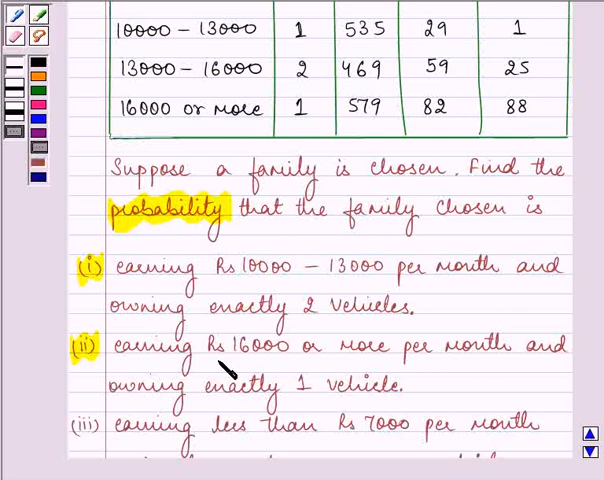 10000 - 13000 1 535 29 1
13000 - 16000 2 469 59 25
16000 or more 1 579 82 88
Suppose a family is chosen. Find the
probability that the family chosen is
(i) earning Rs 10000 - 13000 per month and
owning exactly 2 vehicles.
(ii) earning Rs 16000 or more per month and
owning exactly 1 vehicle.
(iii) earning less than Rs 7000 per month